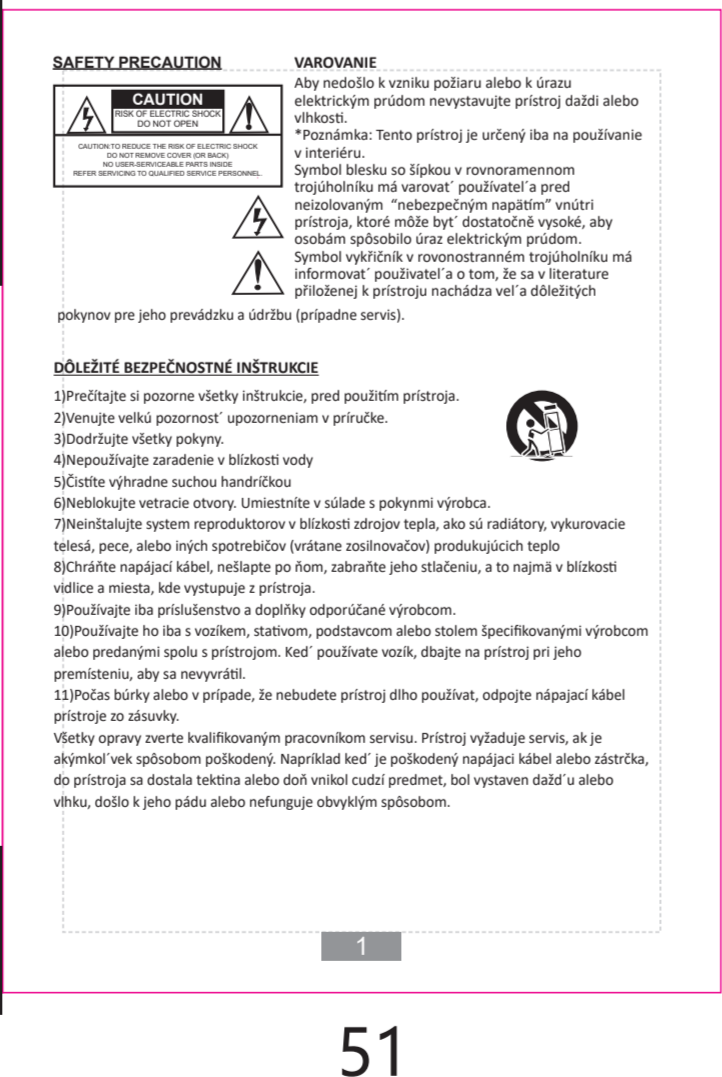 SAFETY PRECAUTION
CAUTION
RISK OF ELECTRIC SHOCK
DO NOT OPEN
CAUTION:TO REDUCE THE RISK OF ELECTRIC SHOCK
DO NOT REMOVE COVER (OR BACK)
NO USER-SERVICEABLE PARTS INSIDE
REFER SERVICING TO QUALIFIED SERVICE PERSONNEL.
VAROVANIE
Aby nedošlo k vzniku požiaru alebo k úrazu
elektrickým prúdom nevystavujte prístroj daždi alebo
vlhkosti.
*Poznámka: Tento prístroj je určený iba na používanie
v interiéru.
Symbol blesku so šípkou v rovnoramennom
trojúholníku má varovat´ používatel´a pred
neizolovaným “nebezpečným napätím” vnútri
prístroja, ktoré môže byt´ dostatočně vysoké, aby
osobám spôsobilo úraz elektrickým prúdom.
Symbol vykřičník v rovonostranném trojúholníku má
informovat´ použivatel´a o tom, že sa v literature
přiloženej k prístroju nachádza vel´a dôležitých
pokynov pre jeho prevádzku a údržbu (prípadne servis).
DÔLEŽITÉ BEZPEČNOSTNÉ INŠTRUKCIE
1)Prečítajte si pozorne všetky inštrukcie, pred použitím prístroja.
2)Venujte velkú pozornost´ upozorneniam v príručke.
3)Dodržujte všetky pokyny.
4)Nepoužívajte zaradenie v blízkosti vody
5)Čistíte výhradne suchou handríčkou
6)Neblokujte vetracie otvory. Umiestníte v súlade s pokynmi výrobca.
7)Neinštalujte system reproduktorov v blízkosti zdrojov tepla, ako sú radiátory, vykurovacie
telesá, pece, alebo iných spotrebičov (vrátane zosilnovačov) produkujúcich teplo
8)Chráňte napájací kábel, nešlapte po ňom, zabraňte jeho stlačeniu, a to najmä v blízkosti
vidlice a miesta, kde vystupuje z prístroja.
9)Používajte iba príslušenstvo a doplňky odporúčané výrobcom.
10)Používajte ho iba s vozíkem, stativom, podstavcom alebo stolem špecifikovanými výrobcom
alebo predanými spolu s prístrojom. Ked´ používate vozík, dbajte na prístroj pri jeho
premísteniu, aby sa nevyvrátil.
11)Počas búrky alebo v prípade, že nebudete prístroj dlho používat, odpojte nápajací kábel
prístroje zo zásuvky.
Všetky opravy zverte kvalifikovaným pracovníkom servisu. Prístroj vyžaduje servis, ak je
akýmkol´vek spôsobom poškodený. Napríklad ked´ je poškodený napájaci kábel alebo zástrčka,
do prístroja sa dostala tektina alebo doň vnikol cudzí predmet, bol vystaven dažd´u alebo
vlhku, došlo k jeho pádu alebo nefunguje obvyklým spôsobom.
1
51